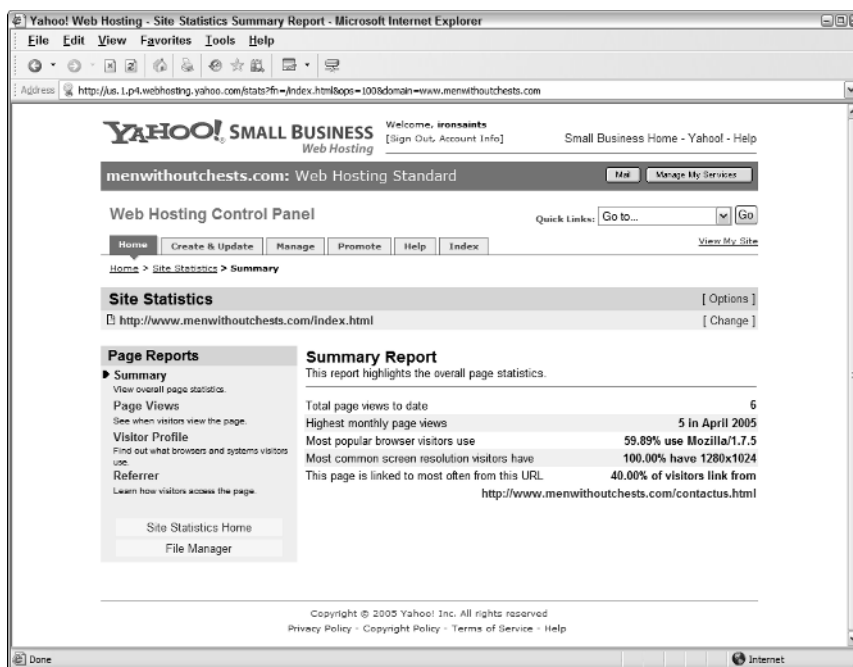 Yahoo! Web Hosting - Site Statistics Summary Report - Microsoft Internet Explorer
File Edit View Favorites Tools Help
Address http://us.1.p4.webhosting.yahoo.com/stats?fn=/index.html&ops=100&domain=www.menwithoutchests.com
YAHOO! SMALL BUSINESS
Web Hosting
Welcome, ironsaints
[Sign Out, Account Info]
Small Business Home - Yahoo! - Help
menwithoutchests.com: Web Hosting Standard
Mail Manage My Services
Web Hosting Control Panel
Quick Links: Go to... Go
Home Create & Update Manage Promote Help Index
View My Site
Home > Site Statistics > Summary
Site Statistics [ Options ]
http://www.menwithoutchests.com/index.html [ Change ]
Page Reports
Summary
View overall page statistics.
Page Views
See when visitors view the page.
Visitor Profile
Find out what browsers and systems visitors
use.
Referrer
Learn how visitors access the page.
Site Statistics Home
File Manager
Summary Report
This report highlights the overall page statistics.
Total page views to date 6
Highest monthly page views 5 in April 2005
Most popular browser visitors use 59.89% use Mozilla/1.7.5
Most common screen resolution visitors have 100.00% have 1280x1024
This page is linked to most often from this URL 40.00% of visitors link from
http://www.menwithoutchests.com/contactus.html
Copyright © 2005 Yahoo! Inc. All rights reserved
Privacy Policy - Copyright Policy - Terms of Service - Help
Done Internet